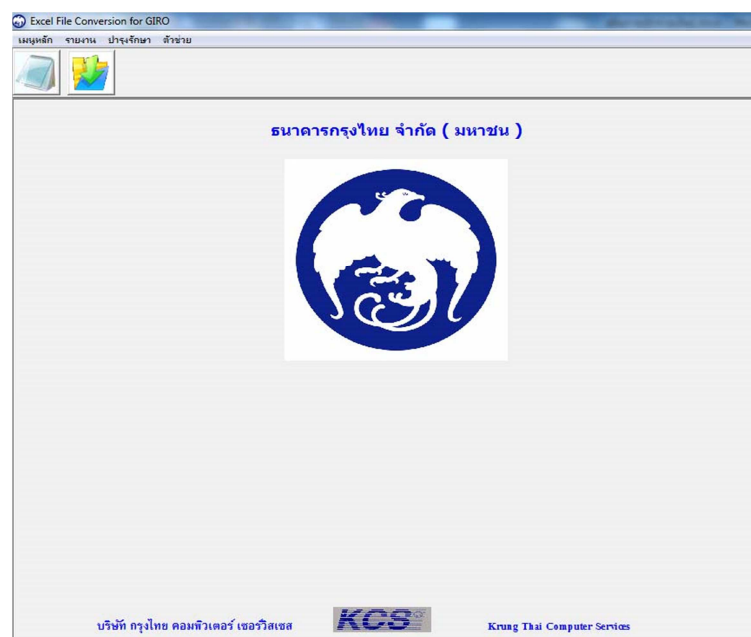 Excel File Conversion for GIRO
เมนูหลัก รายงาน บำรุงรักษา ตัวช่วย
ธนาคารกรุงไทย จำกัด ( มหาชน )
บริษัท กรุงไทย คอมพิวเตอร์ เซอร์วิสเซส KCS Krung Thai Computer Services